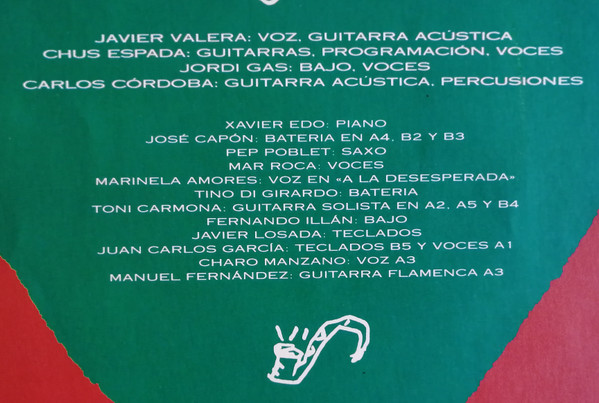 JAVIER VALERA: VOZ, GUITARRA ACÚSTICA
CHUS ESPADA: GUITARRAS, PROGRAMACIÓN, VOCES
JORDI GAS: BAJO, VOCES
CARLOS CÓRDOBA: GUITARRA ACÚSTICA, PERCUSIONES
XAVIER EDO: PIANO
JOSÉ CAPÓN: BATERIA EN A4, B2 Y B3
PEP POBLET: SAXO
MAR ROCA: VOCES
MARINELA AMORES: VOZ EN «A LA DESESPERADA»
TINO DI GIRARDO: BATERIA
TONI CARMONA: GUITARRA SOLISTA EN A2, A5 Y B4
FERNANDO ILLÁN: BAJO
JAVIER LOSADA: TECLADOS
JUAN CARLOS GARCÍA: TECLADOS B5 Y VOCES A1
CHARO MANZANO: VOZ A3
MANUEL FERNÁNDEZ: GUITARRA FLAMENCA A3